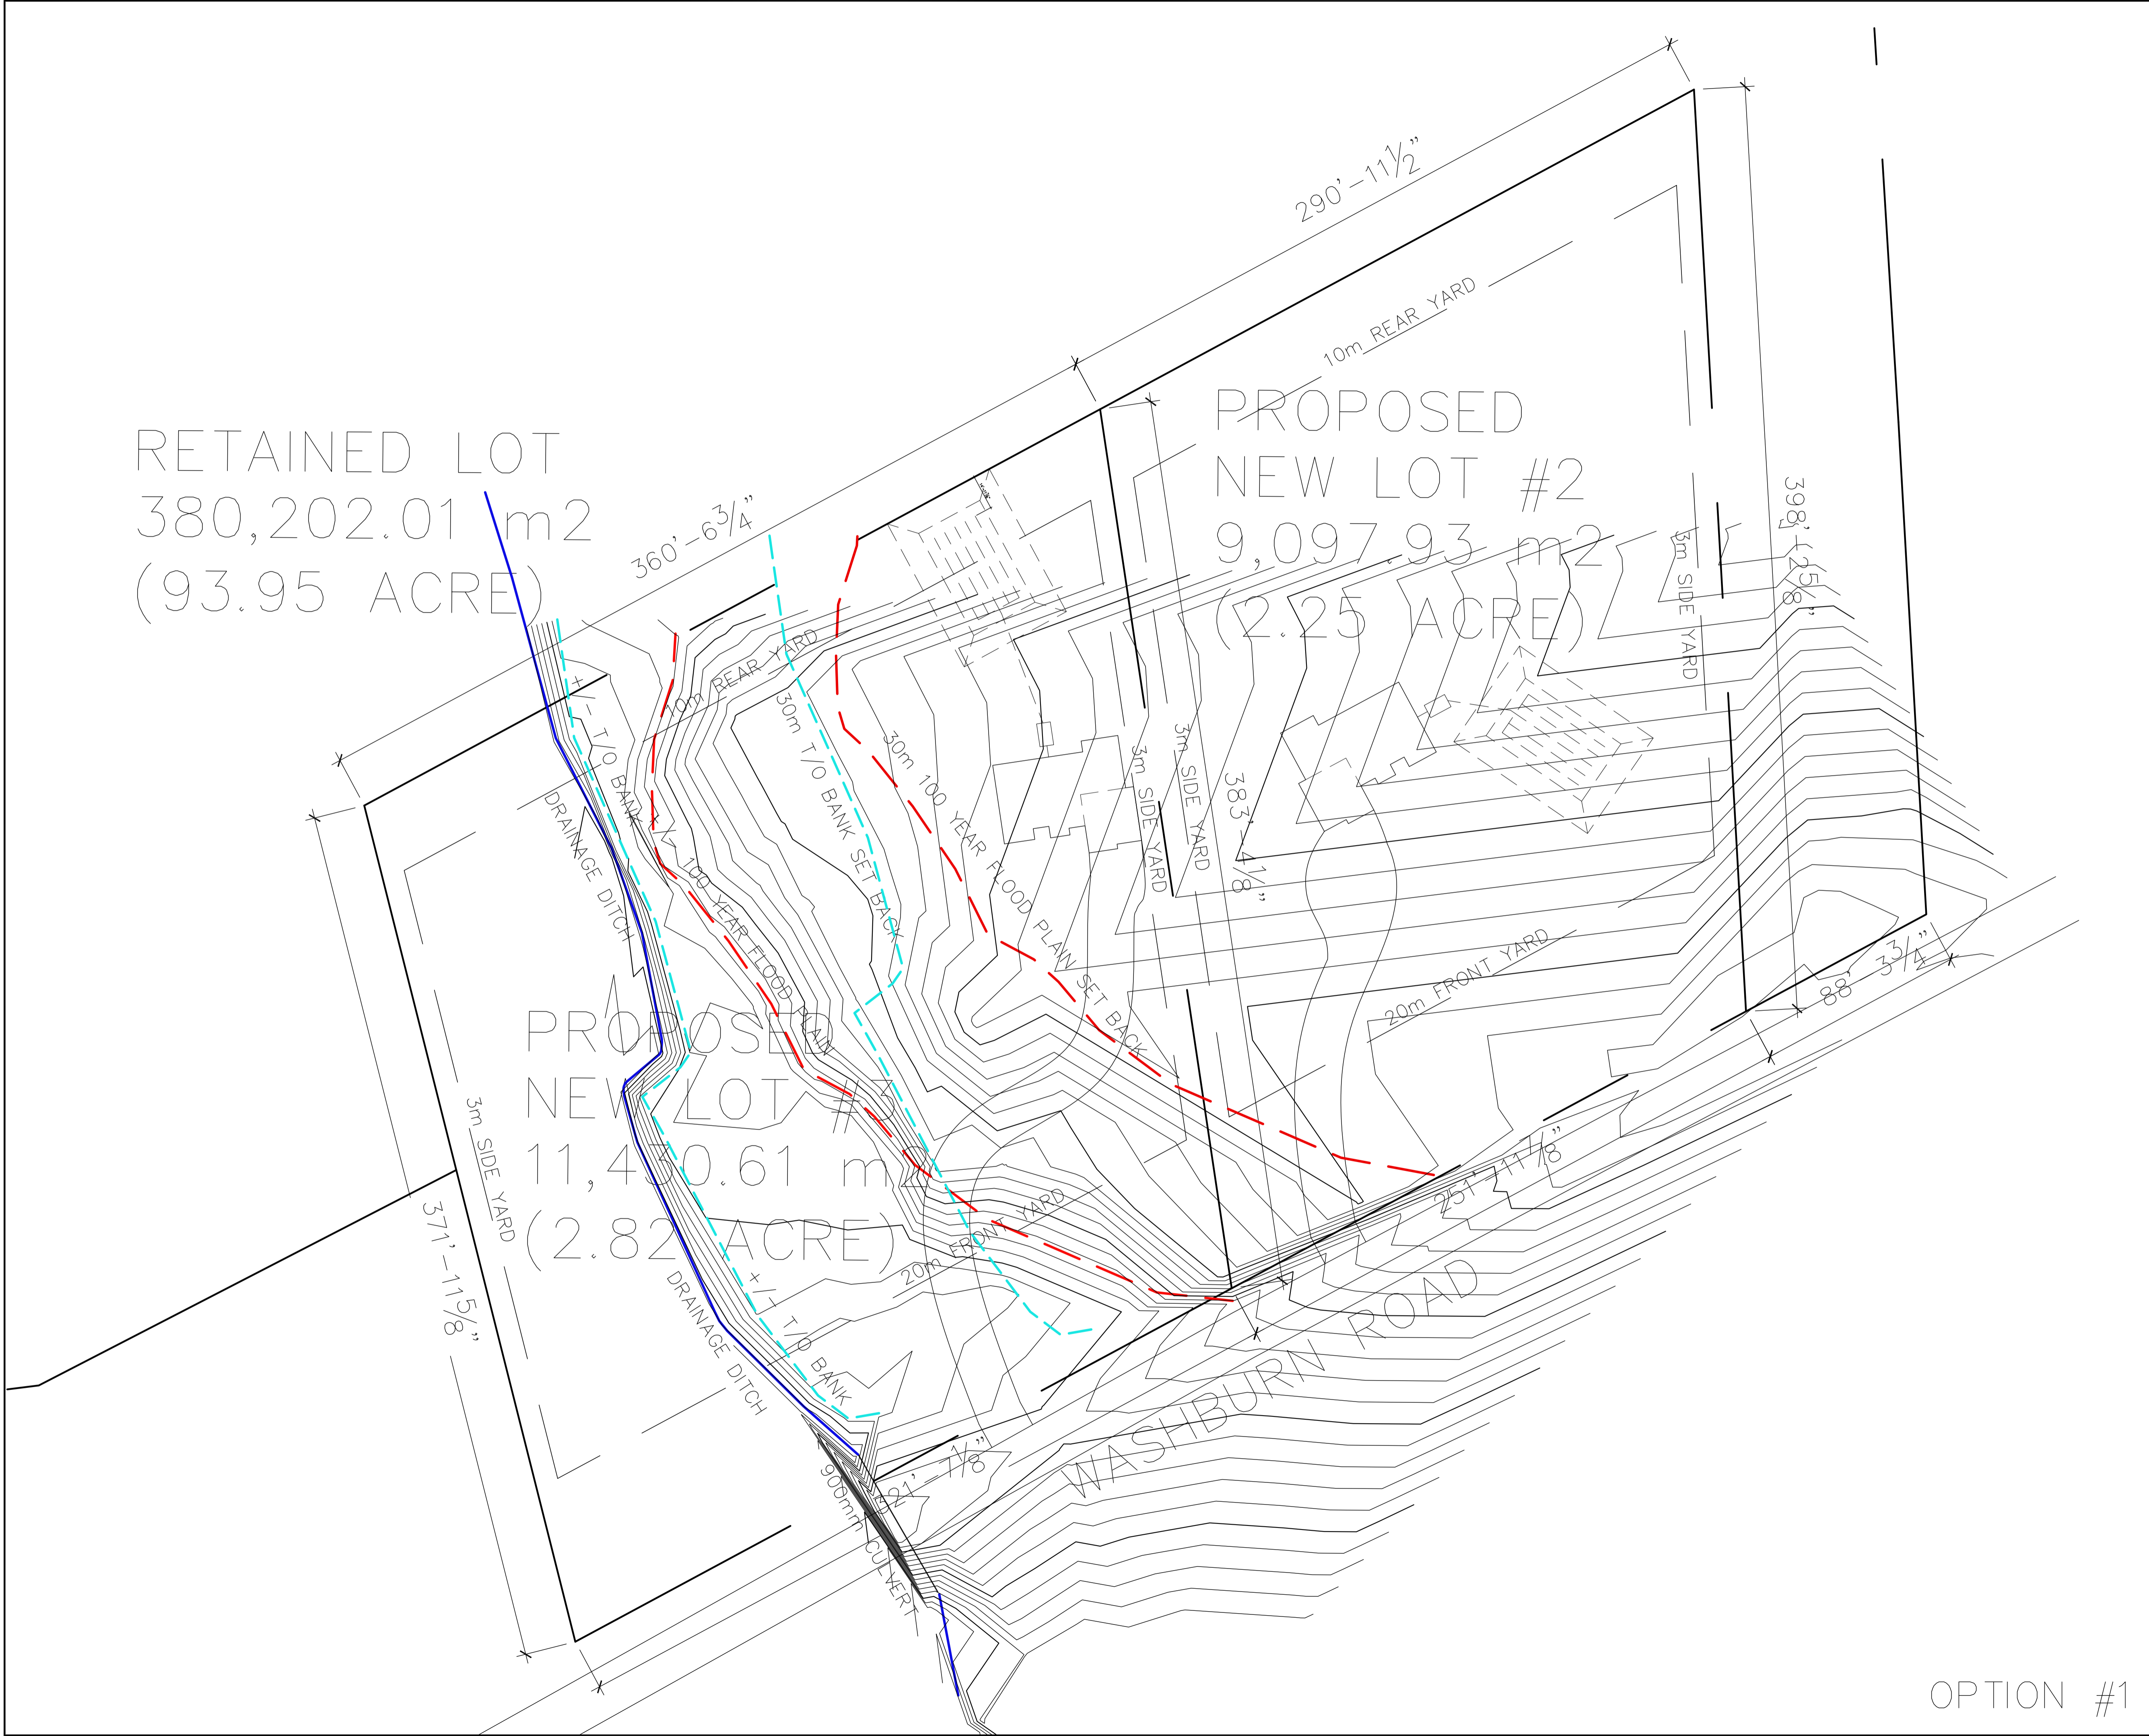 290'-11½"
10m REAR YARD
RETAINED LOT
380,202.01 m2
(93.95 ACRE)
360'-6¾"
PROPOSED
NEW LOT #2
9,097.93 m2
(2.25 ACRE)
398'-2⅝"
3m SIDE YARD
10m REAR YARD
+/- T/O BANK
30m T/O BANK SET BACK
30m 100 YEAR FLOOD PLAIN SET BACK
3m SIDE YARD
3m SIDE YARD
383'-4⅛"
DRAINAGE DITCH
+/- 100 YEAR FLOOD PLAIN
20m FRONT YARD
88' 3¾"
PROPOSED
NEW LOT
11,430.61 m2
(2.82 ACRE)
3m SIDE YARD
371'-11⅝"
20m FRONT YARD
251'-11⅞"
DRAINAGE DITCH
+/- T/O BANK
WASHBURN ROAD
321'-⅞"
900mm CULVERT
OPTION #1